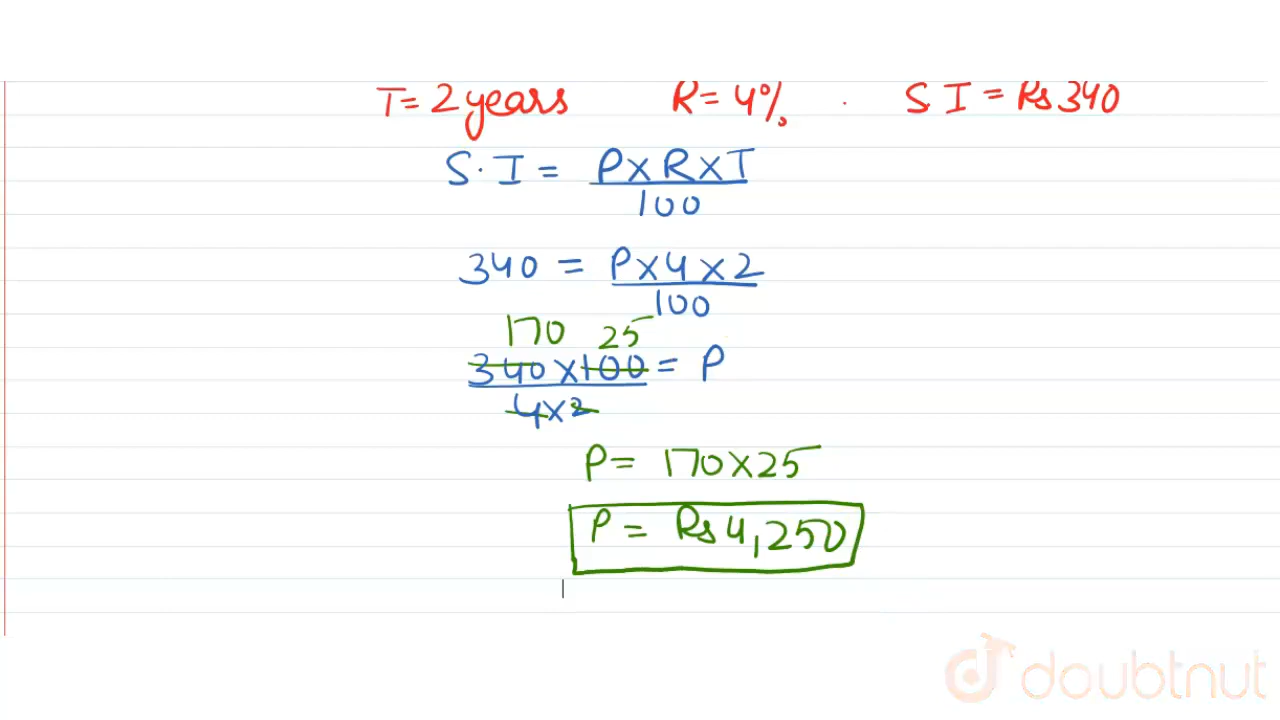 T= 2 years R= 4% . S. I = Rs 340
S. I = P×R×T
100
340 = P×4×2
100
170 25
340×100 = P
4×2
P= 170×25
P = Rs 4,250
doubtnut